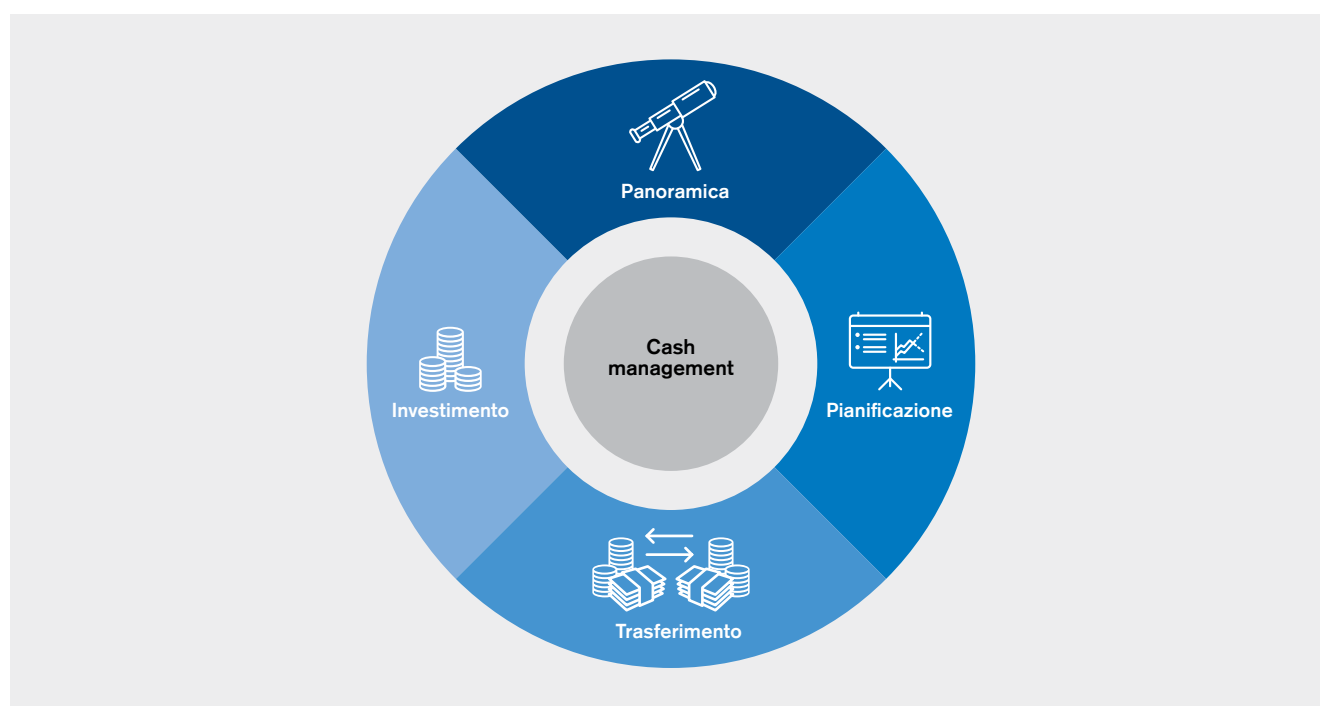 Panoramica
Cash
management
Investimento
Pianificazione
Trasferimento